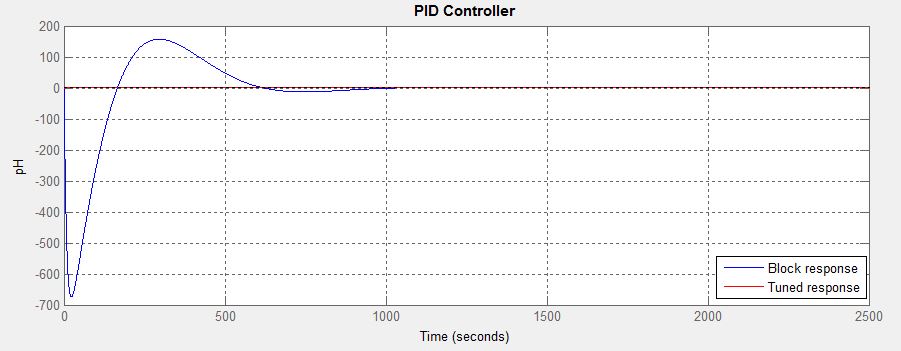 PID Controller
200
100
0
-100
-200
-300
-400
-500
-600
-700
pH
Block response
Tuned response
0 500 1000 1500 2000 2500
Time (seconds)